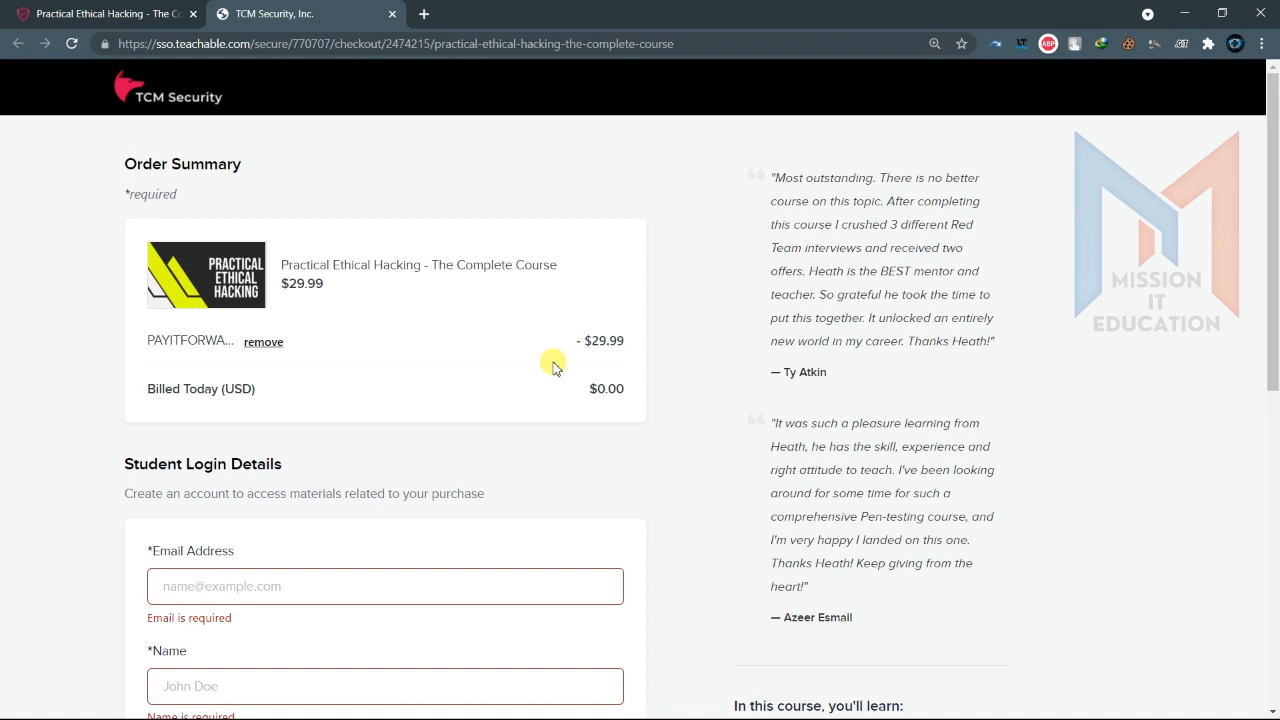 Practical Ethical Hacking - The Co
TCM Security, Inc.
https://sso.teachable.com/secure/770707/checkout/2474215/practical-ethical-hacking-the-complete-course
ABP
TCM Security
Order Summary
*required
PRACTICAL
ETHICAL
HACKING
Practical Ethical Hacking - The Complete Course
$29.99
PAYITFORWA... remove - $29.99
Billed Today (USD) $0.00
Student Login Details
Create an account to access materials related to your purchase
*Email Address
name@example.com
Email is required
*Name
John Doe
Name is required
"Most outstanding. There is no better
course on this topic. After completing
this course I crushed 3 different Red
Team interviews and received two
offers. Heath is the BEST mentor and
teacher. So grateful he took the time to
put this together. It unlocked an entirely
new world in my career. Thanks Heath!"
— Ty Atkin
"It was such a pleasure learning from
Heath, he has the skill, experience and
right attitude to teach. I've been looking
around for some time for such a
comprehensive Pen-testing course, and
I'm very happy I landed on this one.
Thanks Heath! Keep giving from the
heart!"
— Azeer Esmail
In this course, you'll learn:
MISSION
IT
EDUCATION